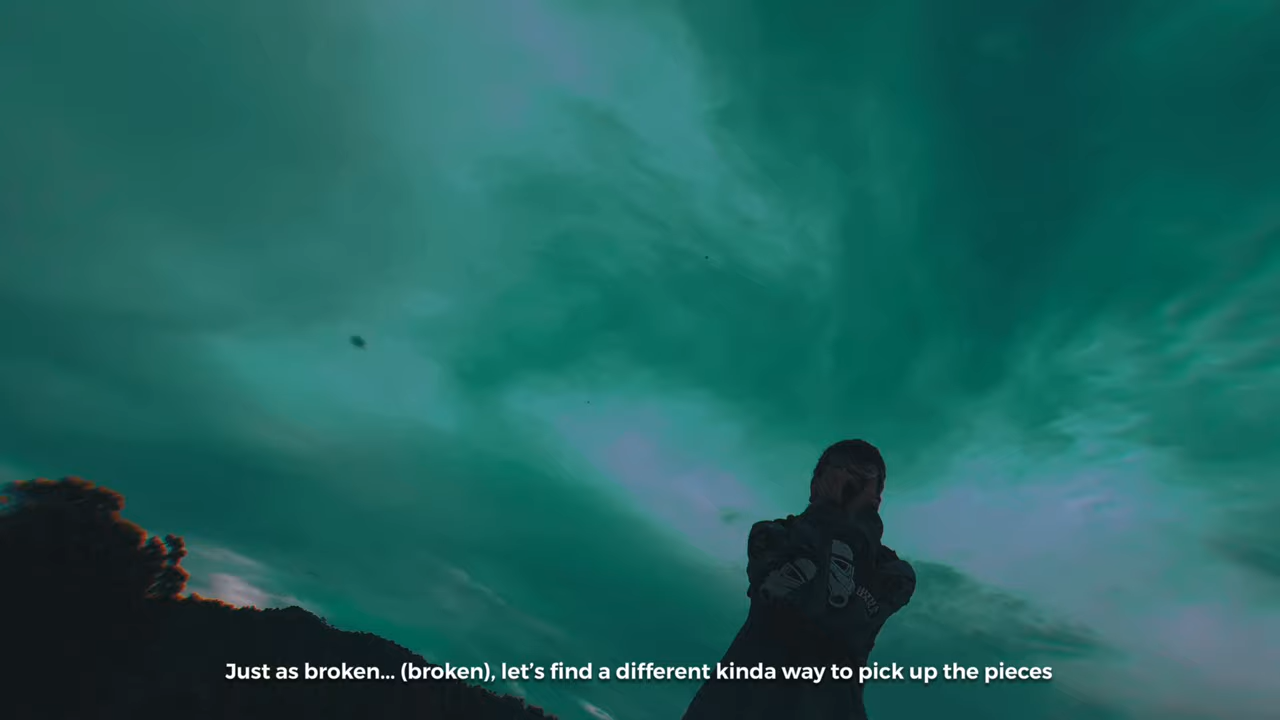 Just as broken... (broken), let’s find a different kinda way to pick up the pieces